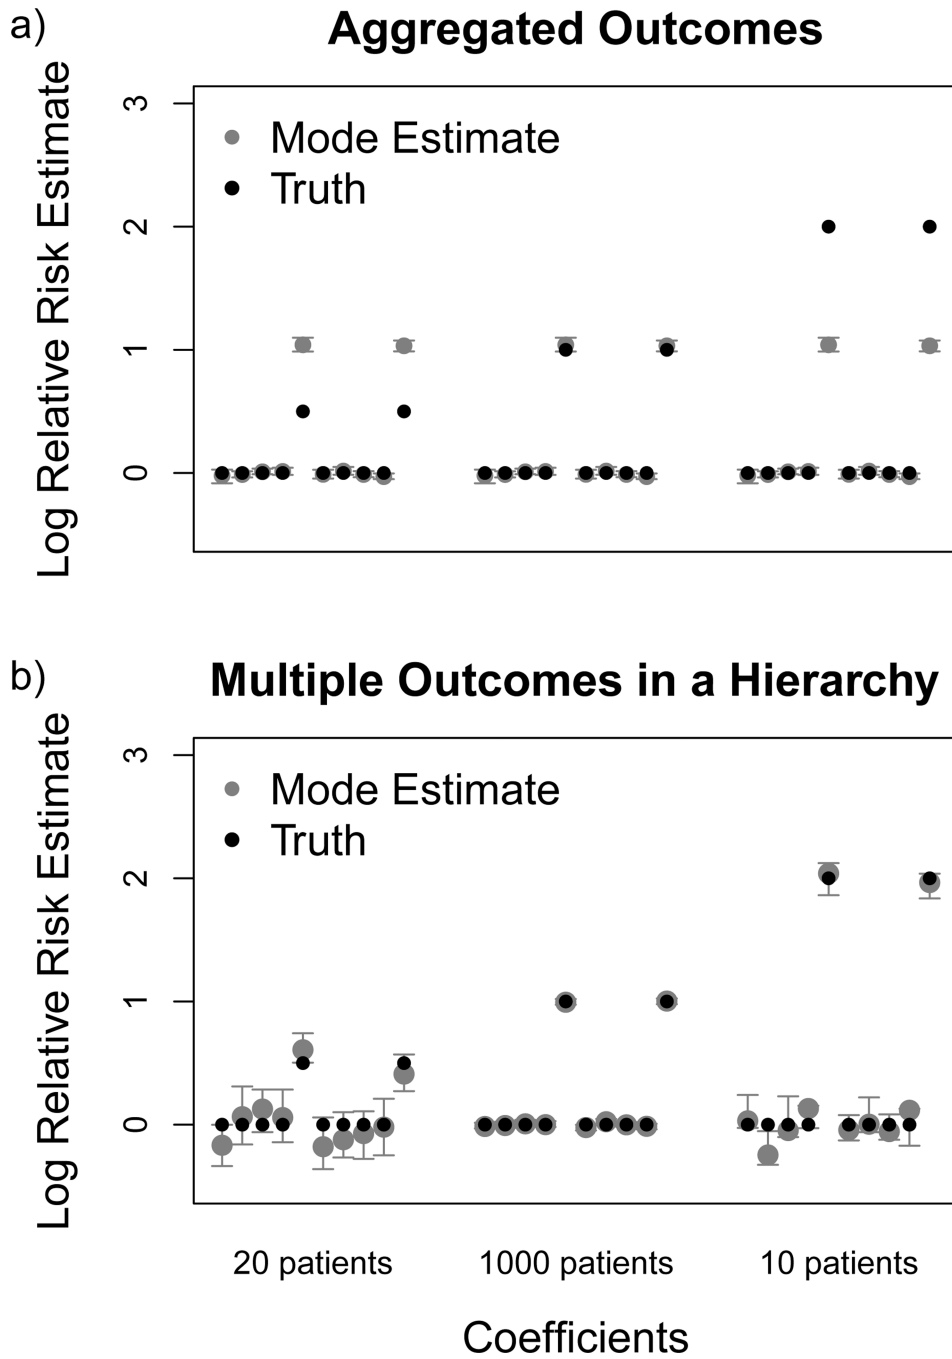 a)
Aggregated Outcomes
Log Relative Risk Estimate
3
2
1
0
Mode Estimate
Truth
b)
Multiple Outcomes in a Hierarchy
Log Relative Risk Estimate
3
2
1
0
Mode Estimate
Truth
20 patients
1000 patients
10 patients
Coefficients